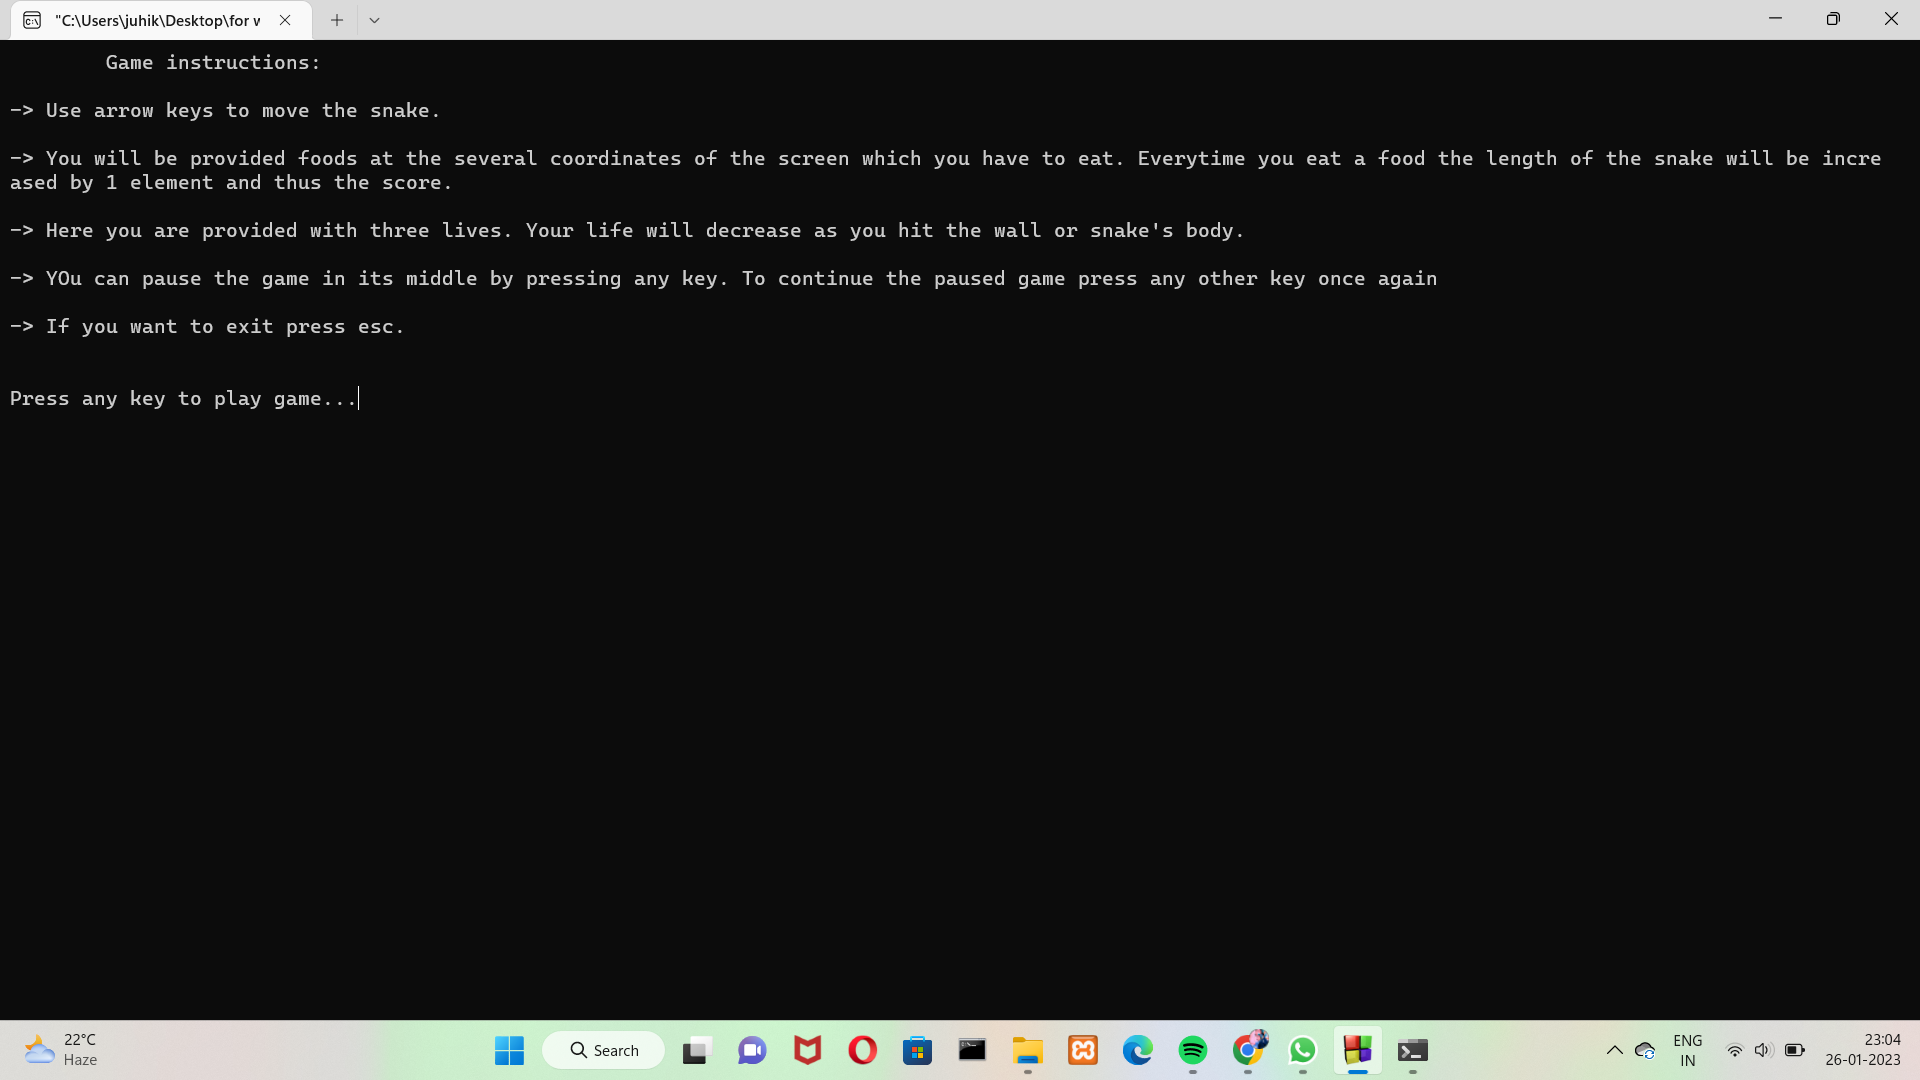 "C:\Users\juhik\Desktop\for w
Game instructions:
-> Use arrow keys to move the snake.
-> You will be provided foods at the several coordinates of the screen which you have to eat. Everytime you eat a food the length of the snake will be incre
ased by 1 element and thus the score.
-> Here you are provided with three lives. Your life will decrease as you hit the wall or snake's body.
-> YOu can pause the game in its middle by pressing any key. To continue the paused game press any other key once again
-> If you want to exit press esc.
Press any key to play game...
22°C
Haze
Search
ENG
IN
23:04
26-01-2023